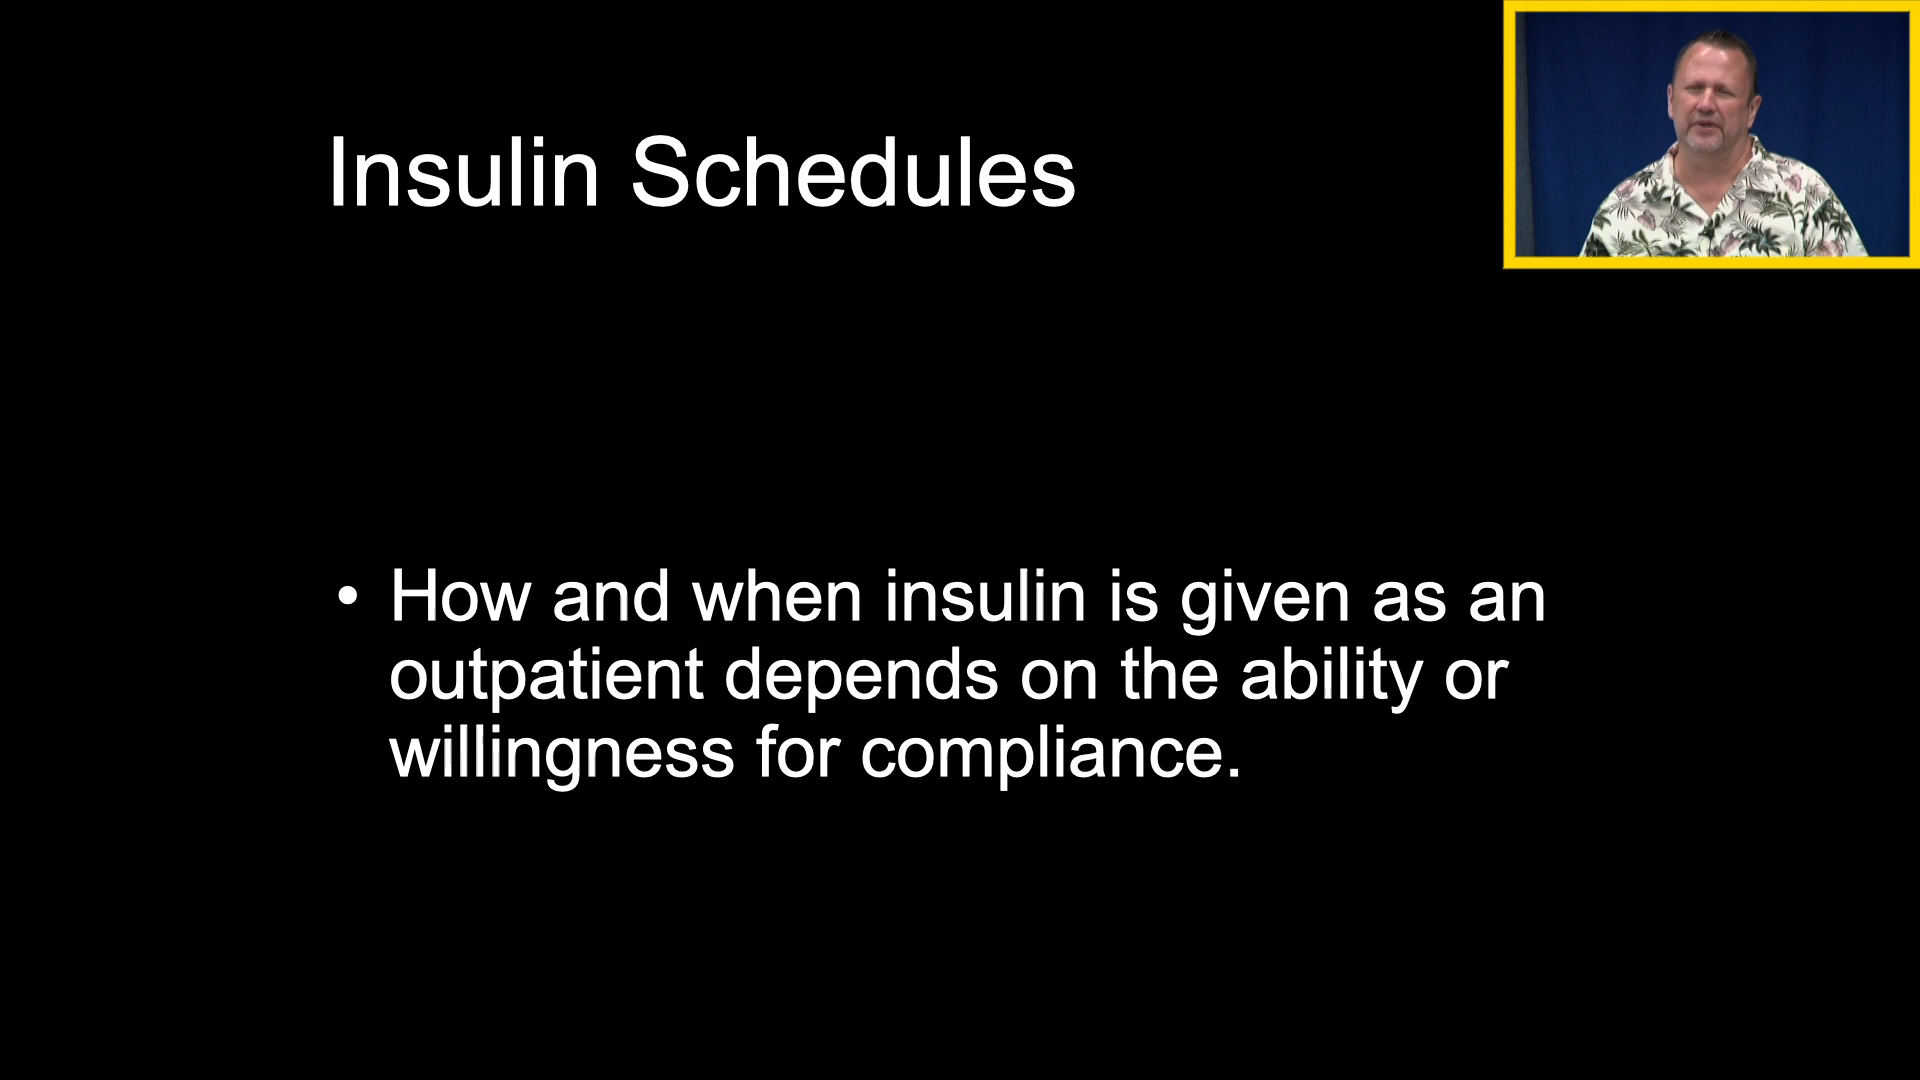 Insulin Schedules
• How and when insulin is given as an
outpatient depends on the ability or
willingness for compliance.